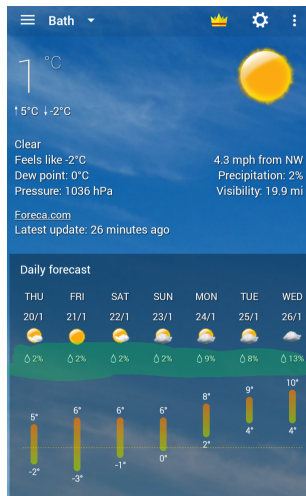 Bath
1 °C
↑5°C ↓-2°C
Clear
Feels like -2°C
4.3 mph from NW
Dew point: 0°C
Precipitation: 2%
Pressure: 1036 hPa
Visibility: 19.9 mi
Foreca.com
Latest update: 26 minutes ago
Daily forecast
THU FRI SAT SUN MON TUE WED
20/1 21/1 22/1 23/1 24/1 25/1 26/1
2% 2% 2% 2% 9% 8% 13%
5° 6° 6° 6° 8° 9° 10°
-2° -3° -1° 0° 2° 4° 4°